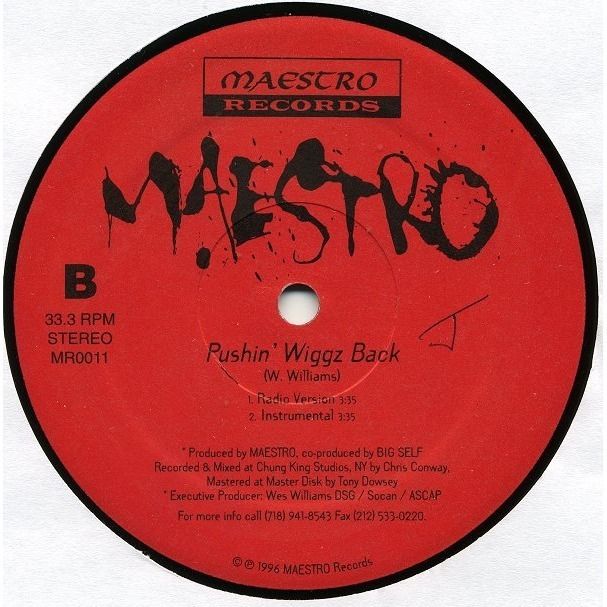 MAESTRO
RECORDS
MAESTRO
B
33.3 RPM
STEREO
MR0011
J
Pushin' Wiggz Back
(W. Williams)
1. Radio Version 3:35
2. Instrumental 3:35
* Produced by MAESTRO, co-produced by BIG SELF
Recorded & Mixed at Chung King Studios, NY by Chris Conway,
Mastered at Master Disk by Tony Dowsey
* Executive Producer: Wes Williams DSG / Socan / ASCAP
For more info call (718) 941-8543 Fax (212) 533-0220.
© ℗ 1996 MAESTRO Records